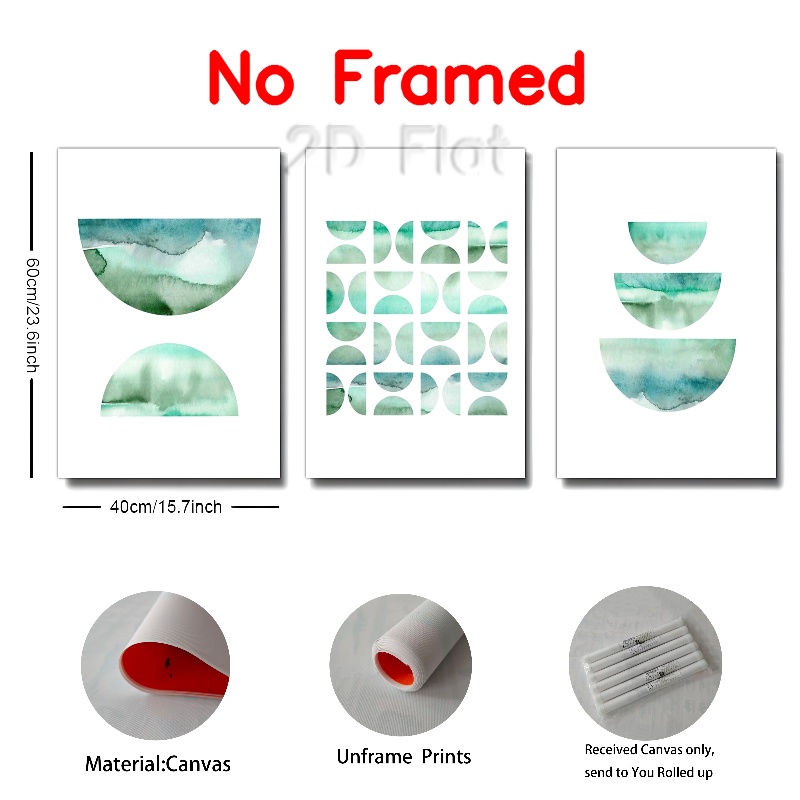 No Framed
2D Flat
60cm/23.6inch
40cm/15.7inch
Material:Canvas
Unframe Prints
Received Canvas only,
send to You Rolled up